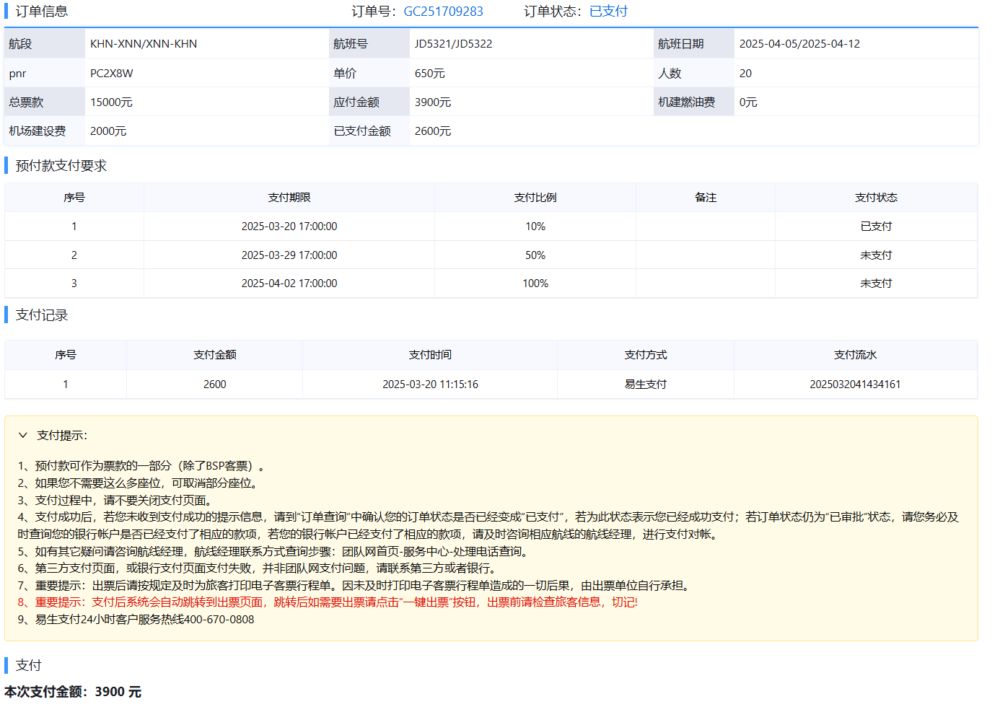 订单信息 订单号：GC251709283 订单状态：已支付
航段 KHN-XNN/XNN-KHN 航班号 JD5321/JD5322 航班日期 2025-04-05/2025-04-12
pnr PC2X8W 单价 650元 人数 20
总票款 15000元 应付金额 3900元 机建燃油费 0元
机场建设费 2000元 已支付金额 2600元
预付款支付要求
序号 支付期限 支付比例 备注 支付状态
1 2025-03-20 17:00:00 10% 已支付
2 2025-03-29 17:00:00 50% 未支付
3 2025-04-02 17:00:00 100% 未支付
支付记录
序号 支付金额 支付时间 支付方式 支付流水
1 2600 2025-03-20 11:15:16 易生支付 2025032041434161
支付提示：
1、预付款可作为票款的一部分（除了BSP客票）。
2、如果您不需要这么多座位，可取消部分座位。
3、支付过程中，请不要关闭支付页面。
4、支付成功后，若您未收到支付成功的提示信息，请到“订单查询”中确认您的订单状态是否已经变成“已支付”，若为此状态表示您已经成功支付；若订单状态仍为“已审批”状态，请您务必及
时查询您的银行帐户是否已经支付了相应的款项，若您的银行帐户已经支付了相应的款项，请及时咨询相应航线的航线经理，进行支付对帐。
5、如有其它疑问请咨询航线经理，航线经理联系方式查询步骤：团队网首页-服务中心-处理电话查询。
6、第三方支付页面，或银行支付页面支付失败，并非团队网支付问题，请联系第三方或者银行。
7、重要提示：出票后请按规定及时为旅客打印电子客票行程单。因未及时打印电子客票行程单造成的一切后果，由出票单位自行承担。
8、重要提示：支付后系统会自动跳转到出票页面，跳转后如需要出票请点击“一键出票”按钮，出票前请检查旅客信息，切记!
9、易生支付24小时客户服务热线400-670-0808
支付
本次支付金额：3900 元